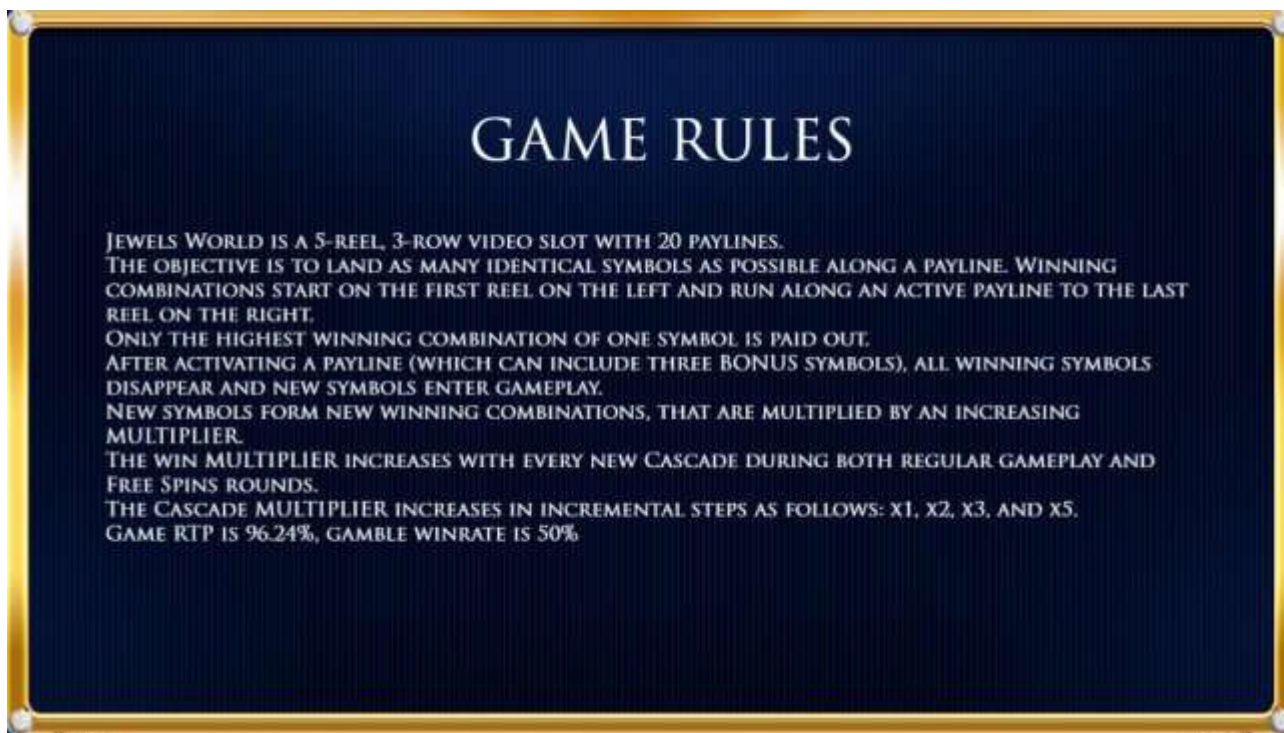 GAME RULES
JEWELS WORLD IS A 5-REEL, 3-ROW VIDEO SLOT WITH 20 PAYLINES.
THE OBJECTIVE IS TO LAND AS MANY IDENTICAL SYMBOLS AS POSSIBLE ALONG A PAYLINE. WINNING
COMBINATIONS START ON THE FIRST REEL ON THE LEFT AND RUN ALONG AN ACTIVE PAYLINE TO THE LAST
REEL ON THE RIGHT.
ONLY THE HIGHEST WINNING COMBINATION OF ONE SYMBOL IS PAID OUT.
AFTER ACTIVATING A PAYLINE (WHICH CAN INCLUDE THREE BONUS SYMBOLS), ALL WINNING SYMBOLS
DISAPPEAR AND NEW SYMBOLS ENTER GAMEPLAY.
NEW SYMBOLS FORM NEW WINNING COMBINATIONS, THAT ARE MULTIPLIED BY AN INCREASING
MULTIPLIER.
THE WIN MULTIPLIER INCREASES WITH EVERY NEW CASCADE DURING BOTH REGULAR GAMEPLAY AND
FREE SPINS ROUNDS.
THE CASCADE MULTIPLIER INCREASES IN INCREMENTAL STEPS AS FOLLOWS: X1, X2, X3, AND X5.
GAME RTP IS 96.24%, GAMBLE WINRATE IS 50%